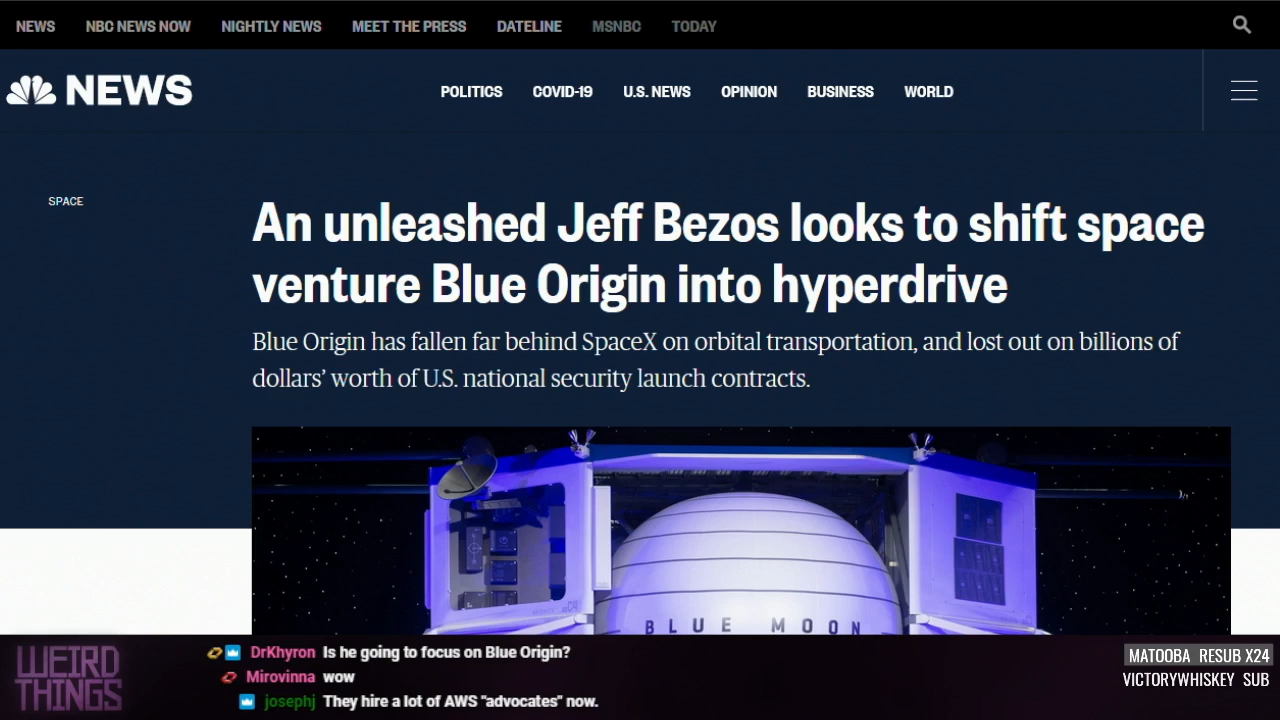 NEWS NBC NEWS NOW NIGHTLY NEWS MEET THE PRESS DATELINE MSNBC TODAY
NEWS
POLITICS COVID-19 U.S. NEWS OPINION BUSINESS WORLD
SPACE
An unleashed Jeff Bezos looks to shift space
venture Blue Origin into hyperdrive
Blue Origin has fallen far behind SpaceX on orbital transportation, and lost out on billions of
dollars’ worth of U.S. national security launch contracts.
BLUE MOON
WEIRD
THINGS
DrKhyron Is he going to focus on Blue Origin?
Mirovinna wow
josephj They hire a lot of AWS "advocates" now.
MATOOBA RESUB X24
VICTORYWHISKEY SUB